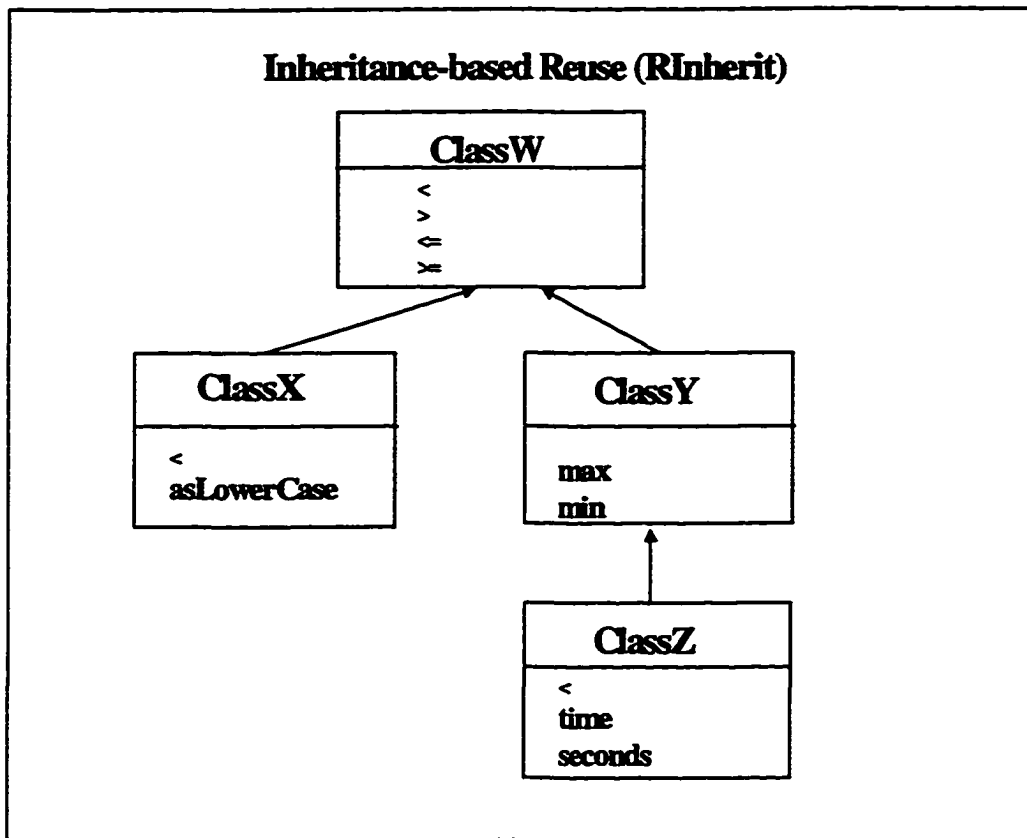 Inheritance-based Reuse (RInherit)
ClassW
<
>
<=
>=
ClassX
<
asLowerCase
ClassY
max
min
ClassZ
<
time
seconds